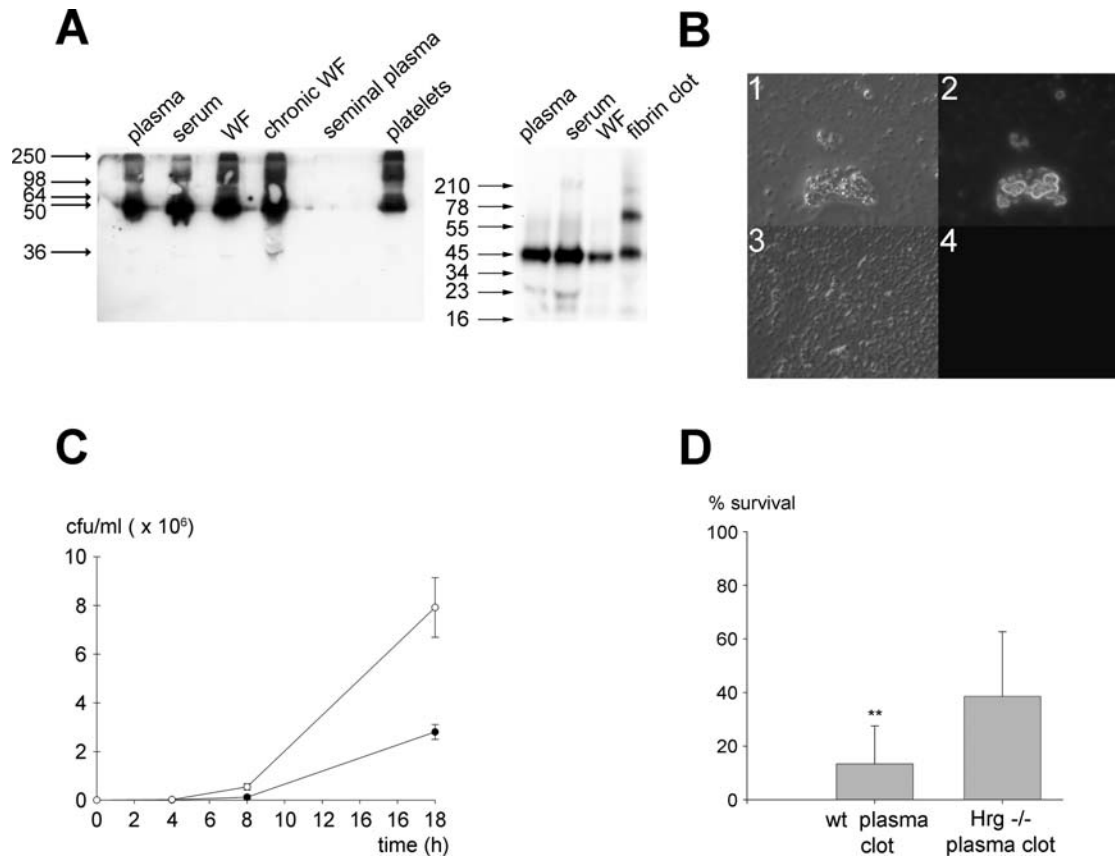 A
plasma
serum
WF
chronic WF
seminal plasma
platelets
250
98
64
50
36
plasma
serum
WF
fibrin clot
210
78
55
45
34
23
16
B
1
2
3
4
C
cfu/ml ( x 10⁶)
10
8
6
4
2
0
0 2 4 6 8 2 10 12 14 16 18
time (h)
D
% survival
100
80
60
40
20
0
wt plasma
clot
**
Hrg -/-
plasma clot